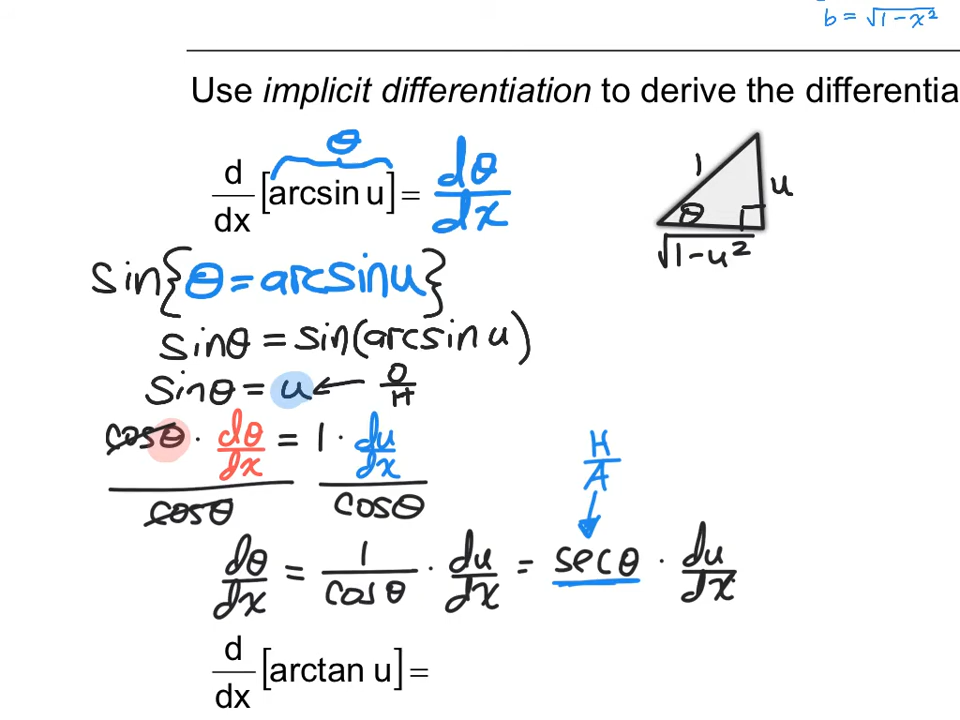 b = √1-x²
Use implicit differentiation to derive the differentia
θ
d/dx [arcsin u] = dθ/dx
1
u
θ
√1-u²
sin{θ = arcsinu}
sinθ = sin(arcsin u)
sinθ = u ← O/H
cosθ · dθ/dx = 1 · du/dx
cosθ cosθ
H/A
dθ/dx = 1/cosθ · du/dx = secθ · du/dx
d/dx [arctan u] =